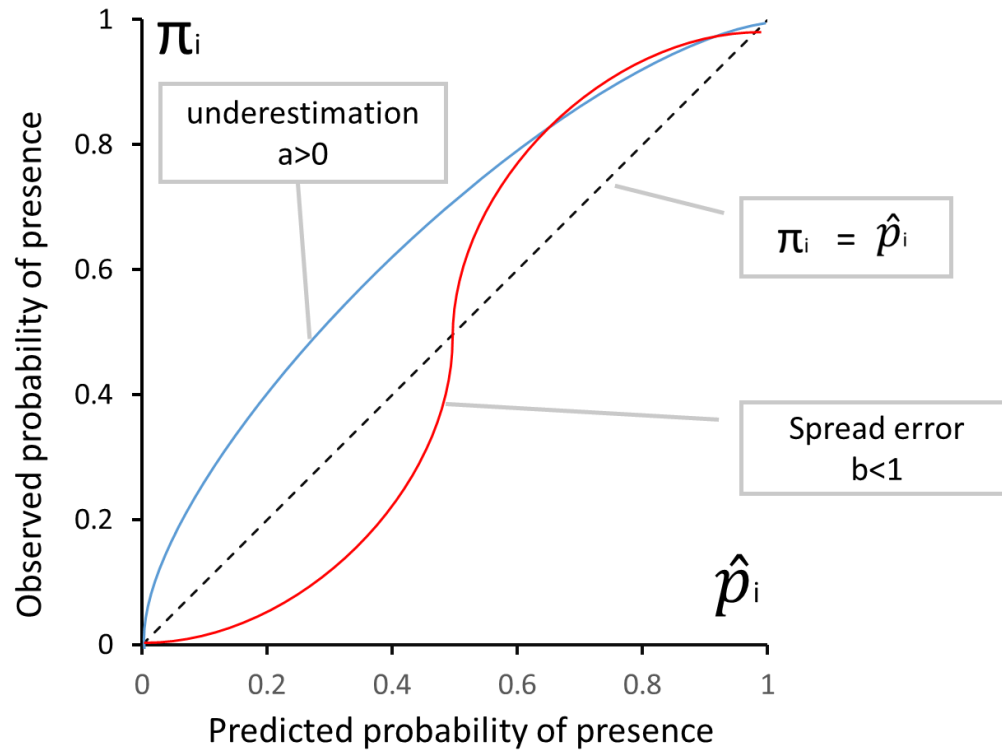 πi
underestimation
a>0
πi = p̂i
Spread error
b<1
p̂i
Observed probability of presence
1
0.8
0.6
0.4
0.2
0
0
0.2
0.4
0.6
0.8
1
Predicted probability of presence